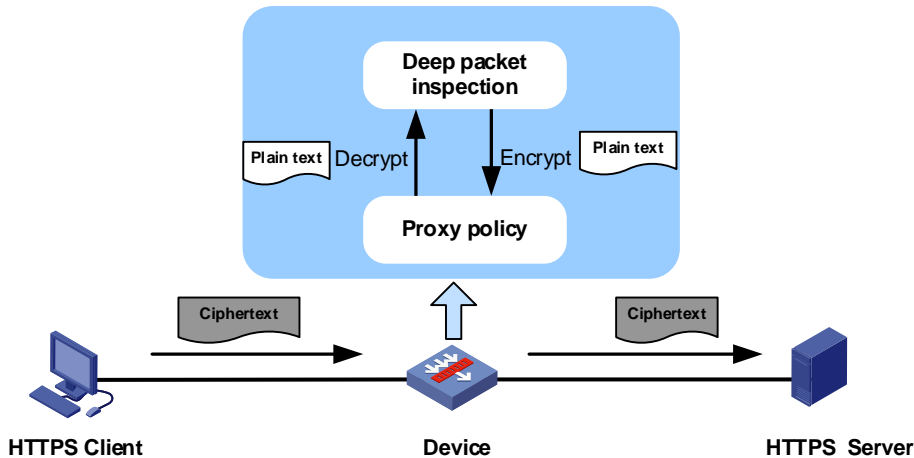 Deep packet
inspection
Plain text
Decrypt
Encrypt
Plain text
Proxy policy
Ciphertext
Ciphertext
HTTPS Client
Device
HTTPS Server